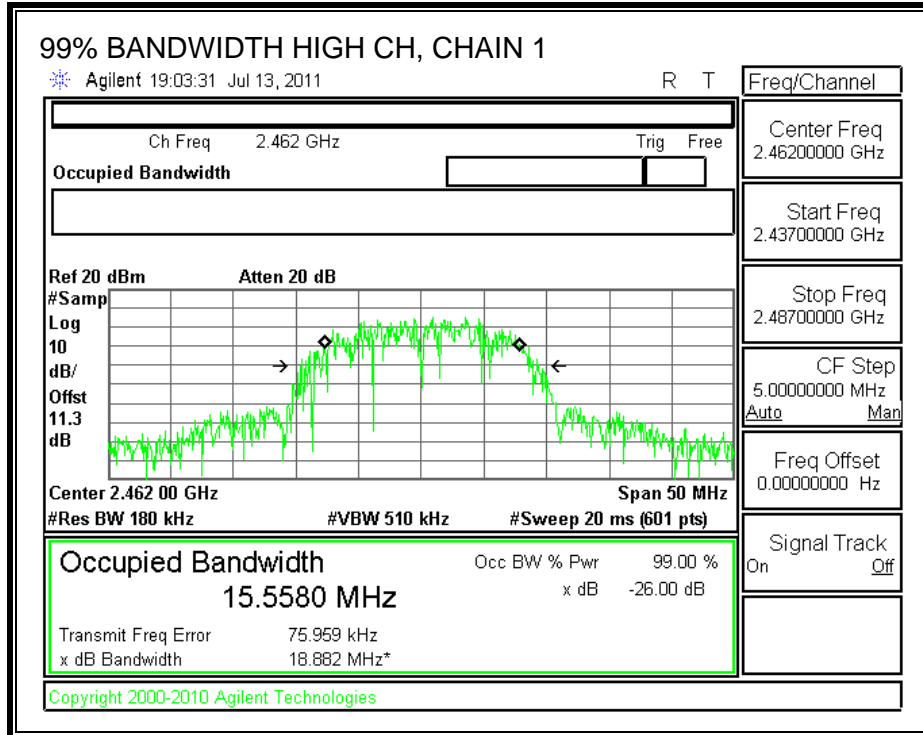 99% BANDWIDTH HIGH CH, CHAIN 1
Agilent 19:03:31 Jul 13, 2011 R T
Freq/Channel
Ch Freq 2.462 GHz Trig Free
Occupied Bandwidth
Center Freq
2.46200000 GHz
Start Freq
2.43700000 GHz
Stop Freq
2.48700000 GHz
CF Step
5.00000000 MHz
Auto Man
Freq Offset
0.00000000 Hz
Signal Track
On Off
Ref 20 dBm Atten 20 dB
#Samp
Log
10
dB/
Offst
11.3
dB
Center 2.462 00 GHz Span 50 MHz
#Res BW 180 kHz #VBW 510 kHz #Sweep 20 ms (601 pts)
Occupied Bandwidth Occ BW % Pwr 99.00 %
15.5580 MHz x dB -26.00 dB
Transmit Freq Error 75.959 kHz
x dB Bandwidth 18.882 MHz*
Copyright 2000-2010 Agilent Technologies